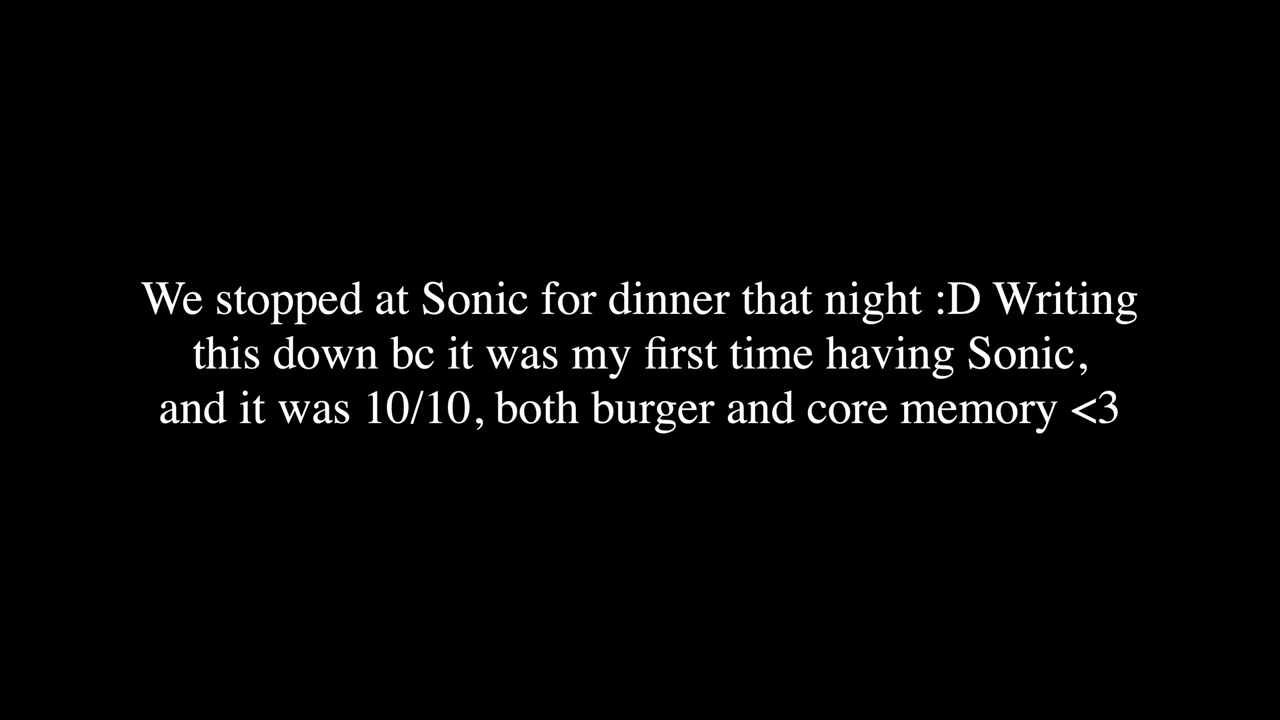 We stopped at Sonic for dinner that night :D Writing
this down bc it was my first time having Sonic,
and it was 10/10, both burger and core memory <3